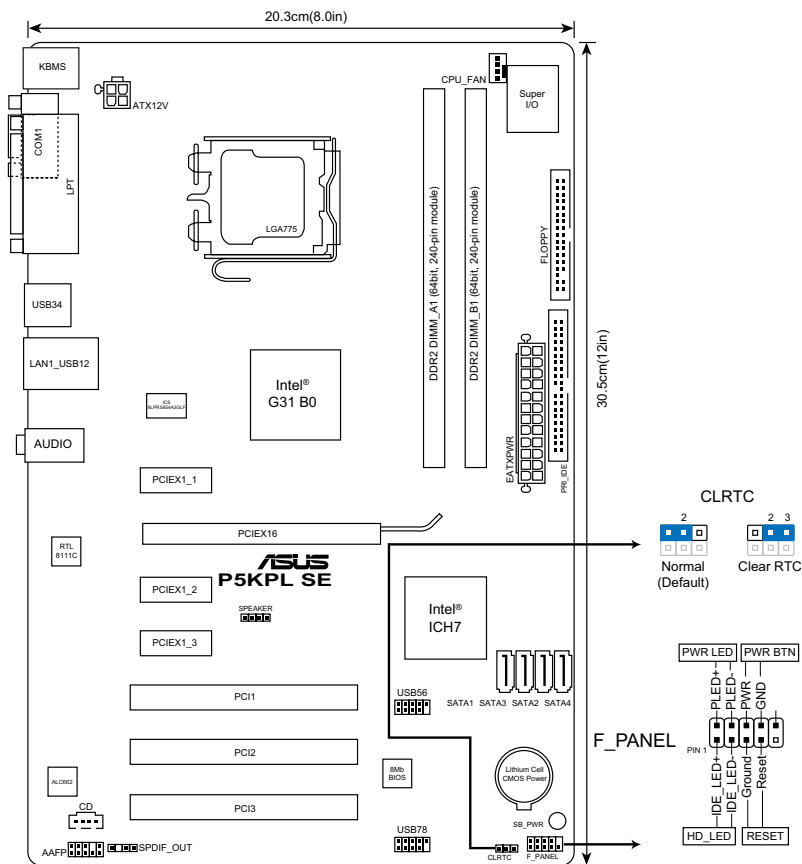 20.3cm(8.0in)
KBMS
ATX12V
CPU_FAN
Super
I/O
COM1
LPT
LGA775
DDR2 DIMM_A1 (64bit, 240-pin module)
DDR2 DIMM_B1 (64bit, 240-pin module)
FLOPPY
30.5cm(12in)
USB34
LAN1_USB12
Intel®
G31 B0
ICS
9LPRS854A3GLF
EATXPWR
PRI_IDE
AUDIO
PCIEX1_1
CLRTC
2
2 3
Normal
(Default)
Clear RTC
PCIEX16
RTL
8111C
ASUS
P5KPL SE
PCIEX1_2
SPEAKER
Intel®
ICH7
PCIEX1_3
PWR LED
PWR BTN
PLED+
PLED-
PWR
GND
PCI1
USB56
SATA1
SATA3
SATA2
SATA4
F_PANEL
PIN 1
PCI2
8Mb
BIOS
Lithium Cell
CMOS Power
IDE_LED+
IDE_LED-
Ground
Reset
ALC662
CD
PCI3
SB_PWR
HD_LED
RESET
AAFP
SPDIF_OUT
USB78
CLRTC
F_PANEL